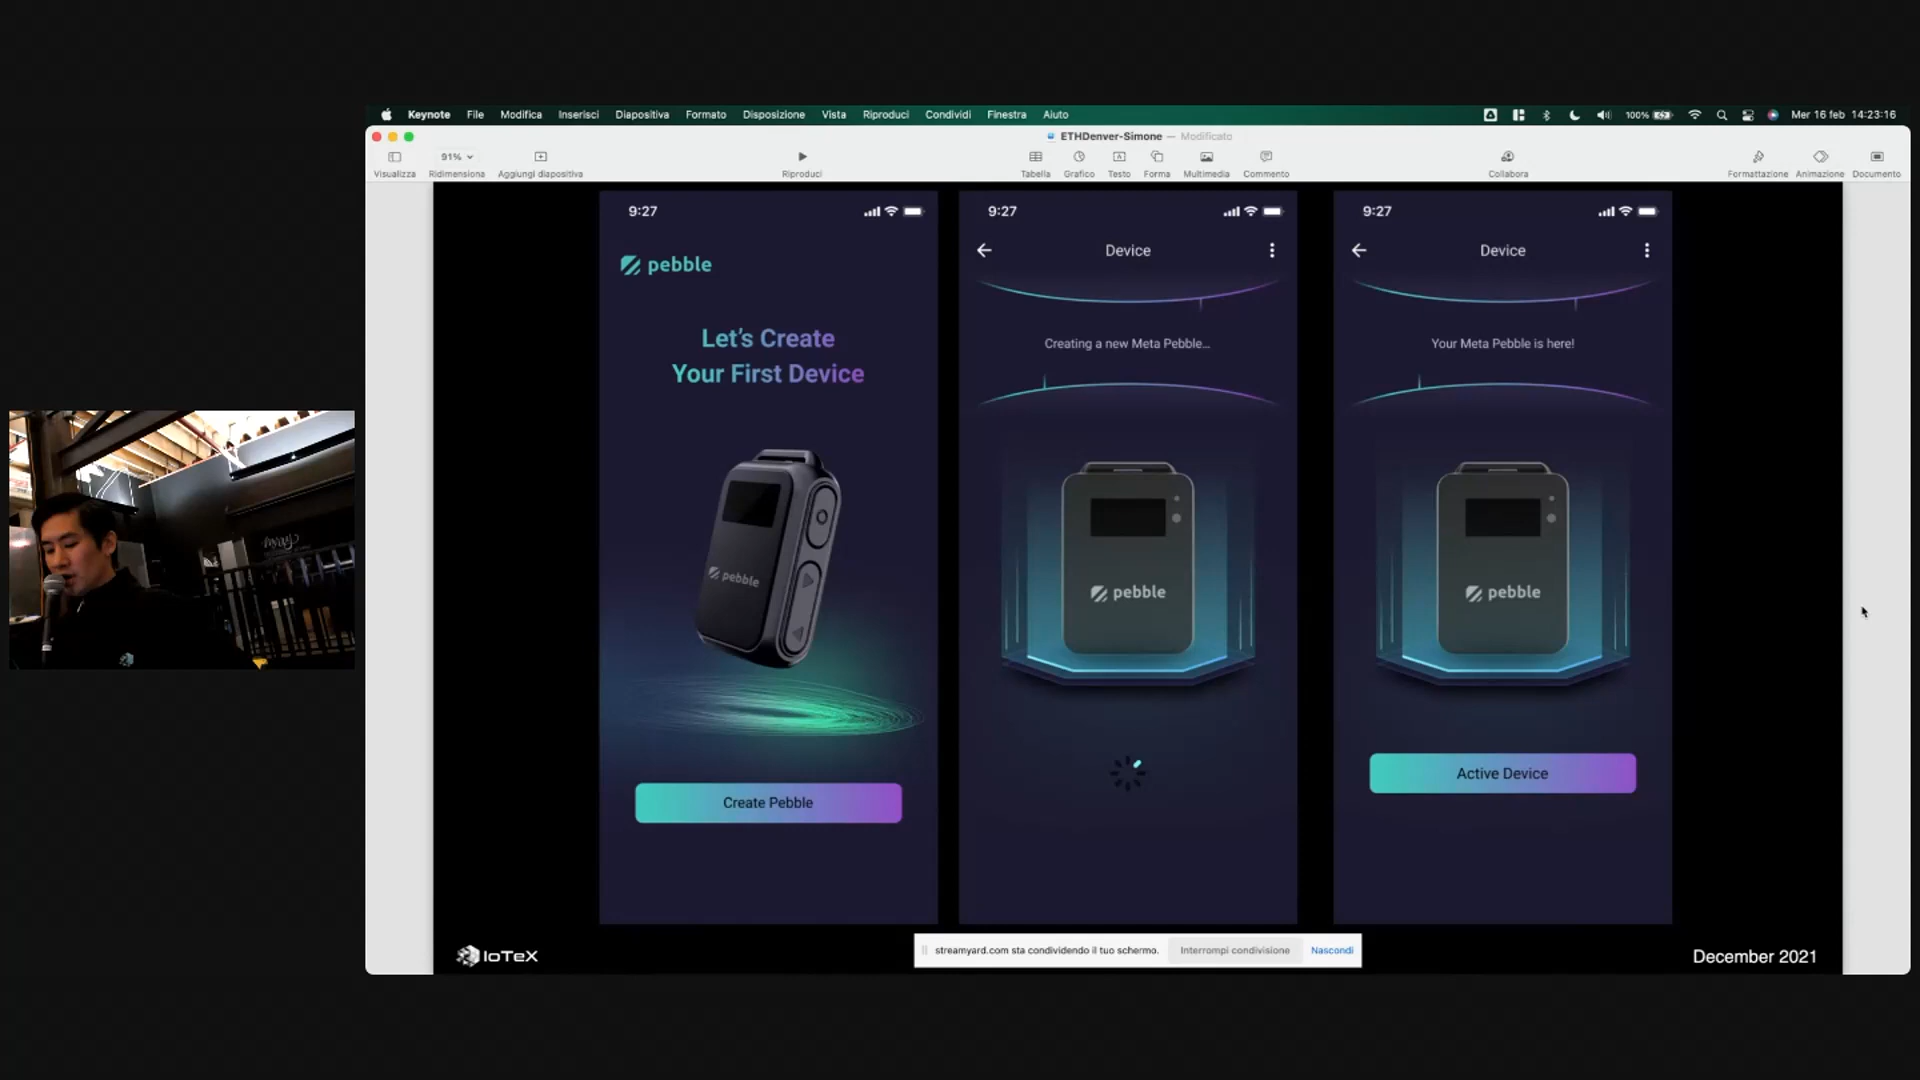 Keynote File Modifica Inserisci Diapositiva Formato Disposizione Vista Riproduci Condividi Finestra Aiuto 100% Mer 16 feb 14:23:16
ETHDenver-Simone — Modificato
91%
Visualizza Ridimensiona Aggiungi diapositiva Riproduci Tabella Grafico Testo Forma Multimedia Commento Collabora Formattazione Animazione Documento
9:27
pebble
Let's Create
Your First Device
pebble
Create Pebble
9:27
Device
Creating a new Meta Pebble...
pebble
9:27
Device
Your Meta Pebble is here!
pebble
Active Device
IoTeX
streamyard.com sta condividendo il tuo schermo. Interrompi condivisione Nascondi
December 2021